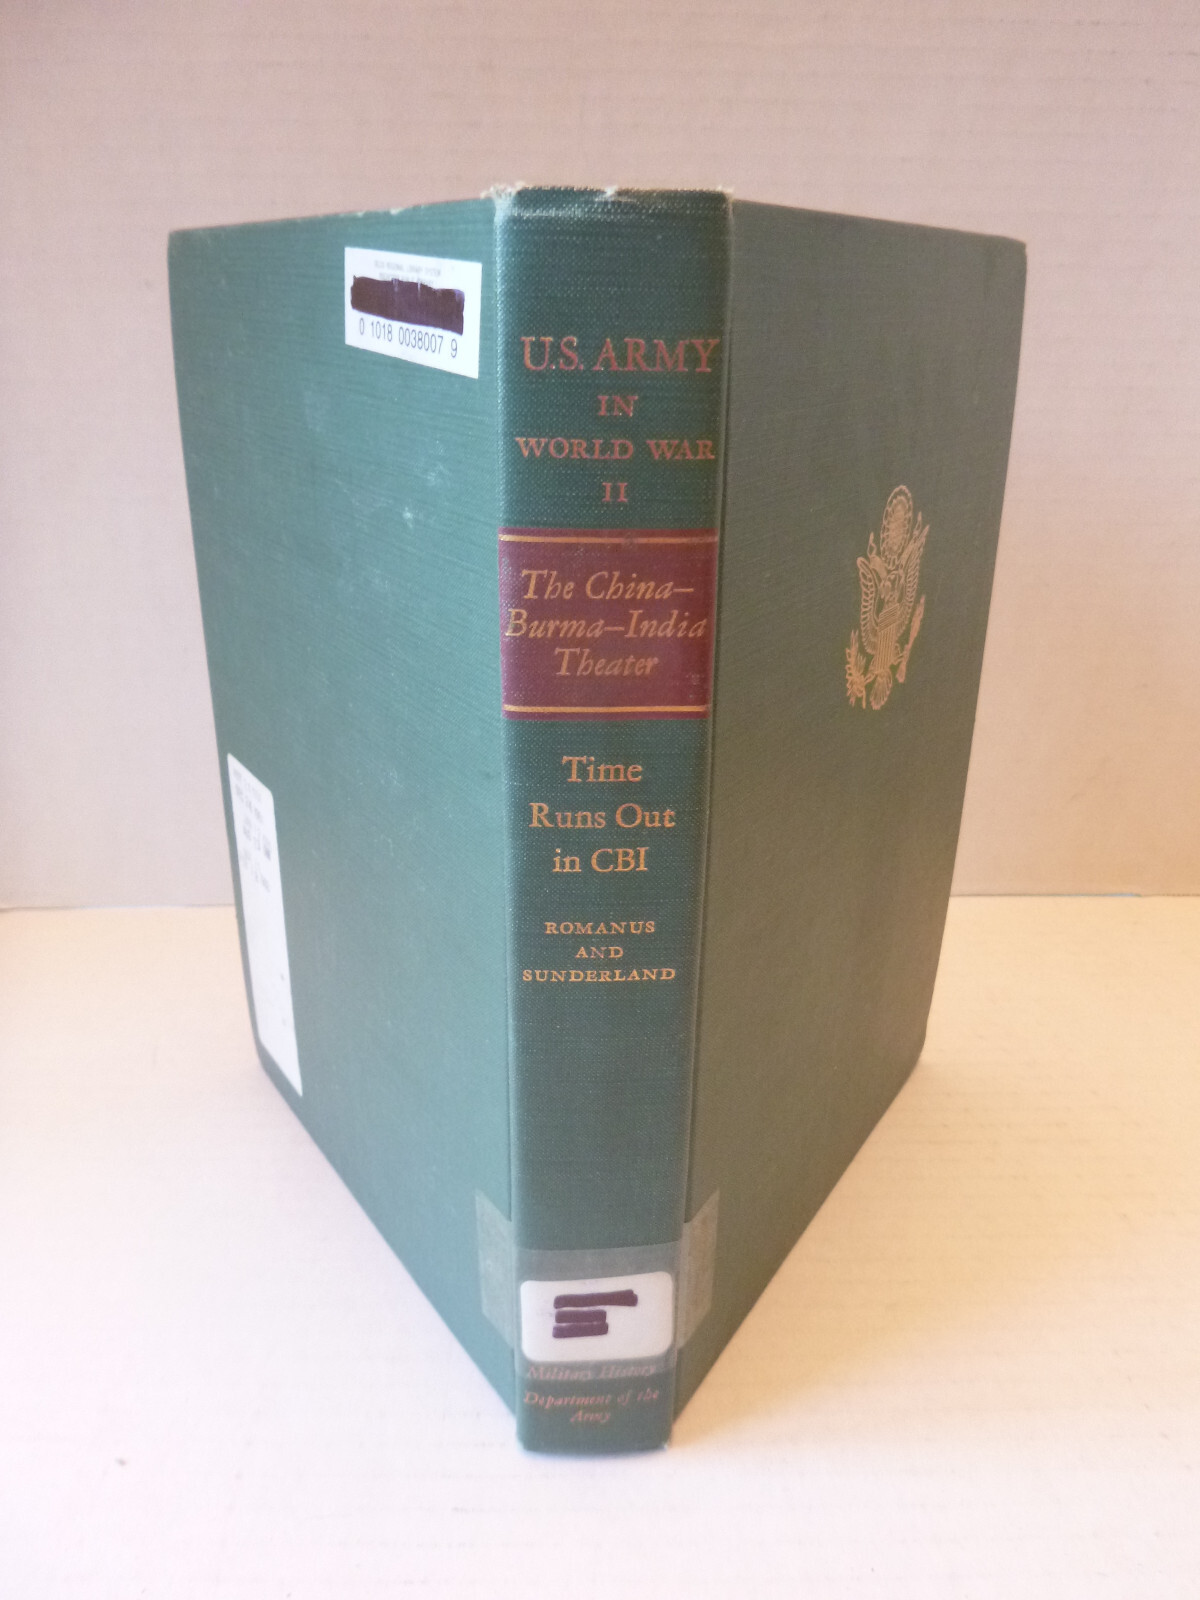 0 1018 0038007 9
U.S. ARMY
IN
WORLD WAR
II
The China–
Burma–India
Theater
Time
Runs Out
in CBI
ROMANUS
AND
SUNDERLAND
Military History
Department of the
Army